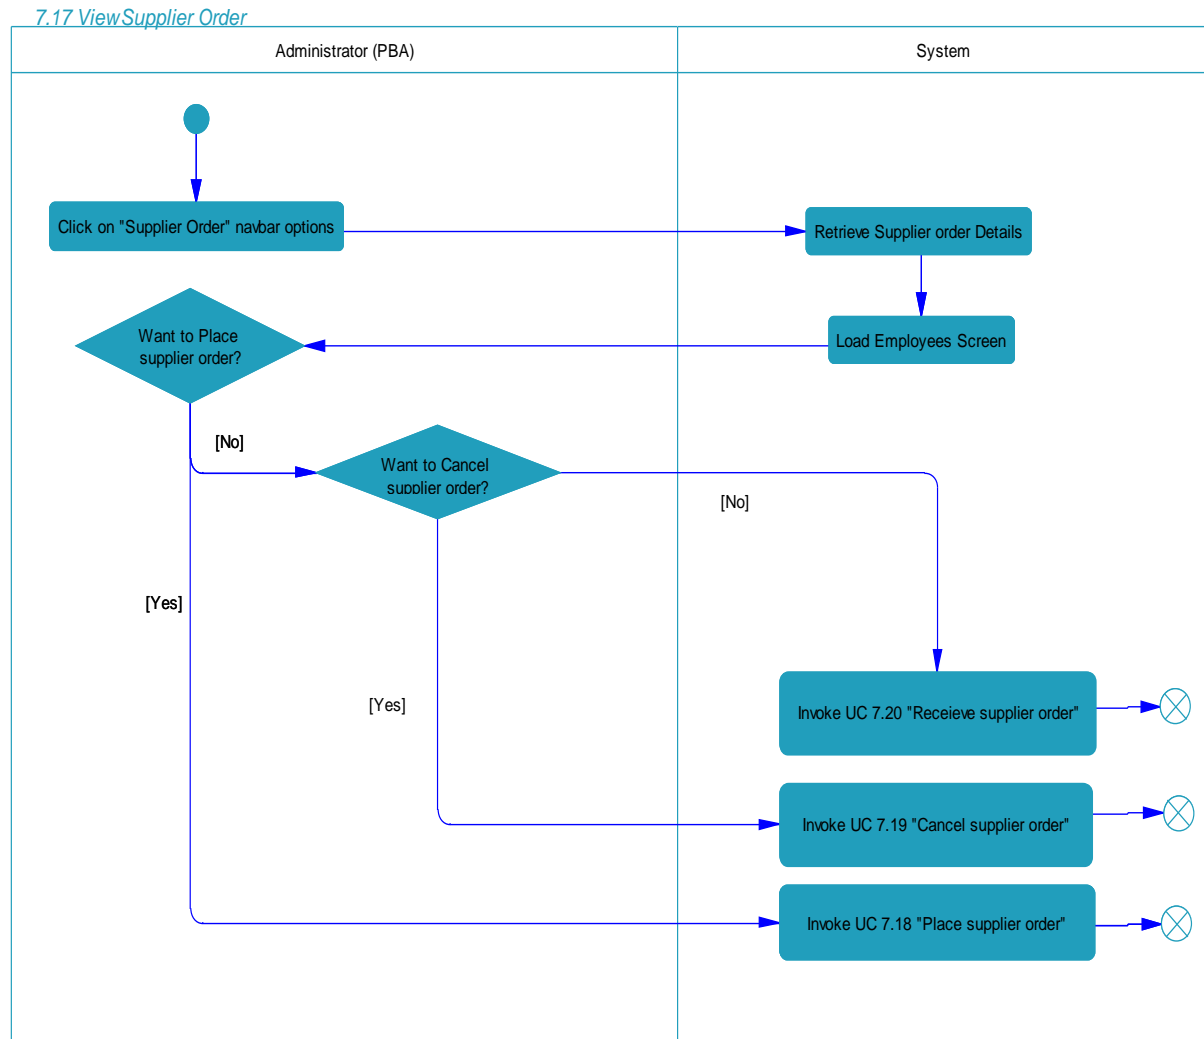 7.17 ViewSupplier Order
Administrator (PBA)
System
Click on "Supplier Order" navbar options
Retrieve Supplier order Details
Want to Place
supplier order?
Load Employees Screen
[No]
Want to Cancel
supplier order?
[No]
[Yes]
[Yes]
Invoke UC 7.20 "Receieve supplier order"
Invoke UC 7.19 "Cancel supplier order"
Invoke UC 7.18 "Place supplier order"